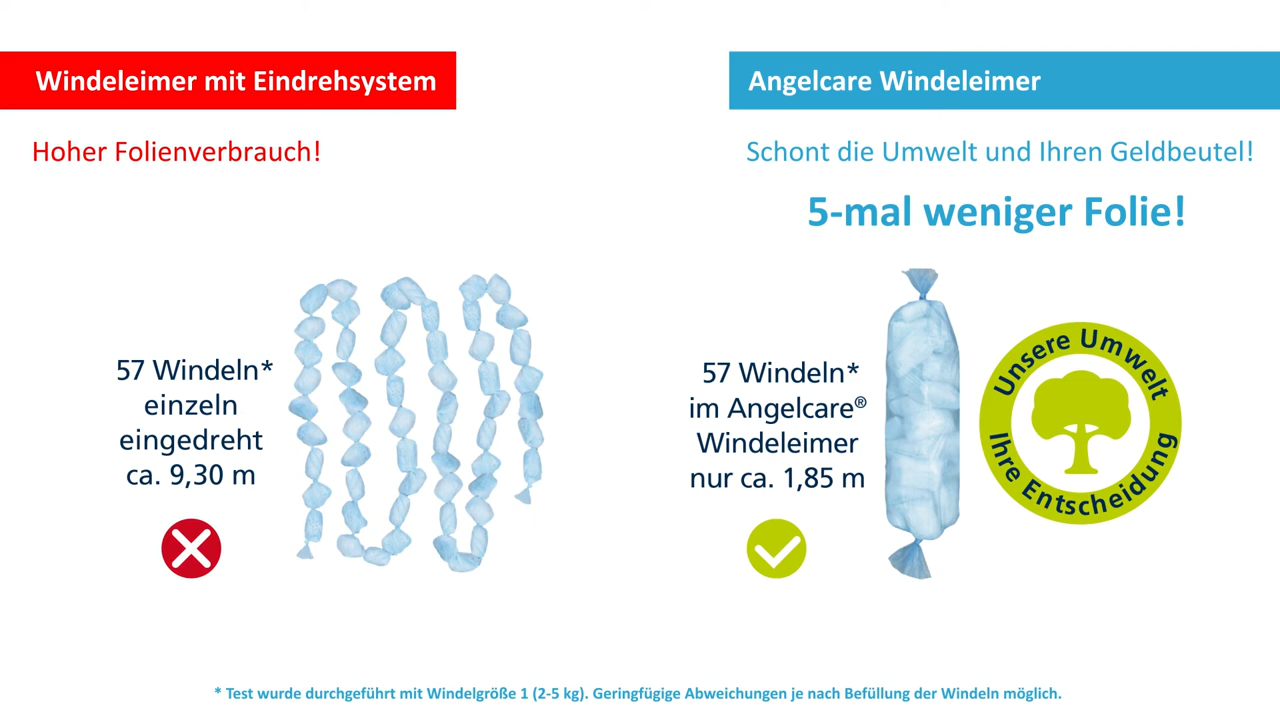 Windeleimer mit Eindrehsystem
Hoher Folienverbrauch!
57 Windeln*
einzeln
eingedreht
ca. 9,30 m
Angelcare Windeleimer
Schont die Umwelt und Ihren Geldbeutel!
5-mal weniger Folie!
57 Windeln*
im Angelcare®
Windeleimer
nur ca. 1,85 m
Unsere Umwelt
Ihre Entscheidung
* Test wurde durchgeführt mit Windelgröße 1 (2-5 kg). Geringfügige Abweichungen je nach Befüllung der Windeln möglich.